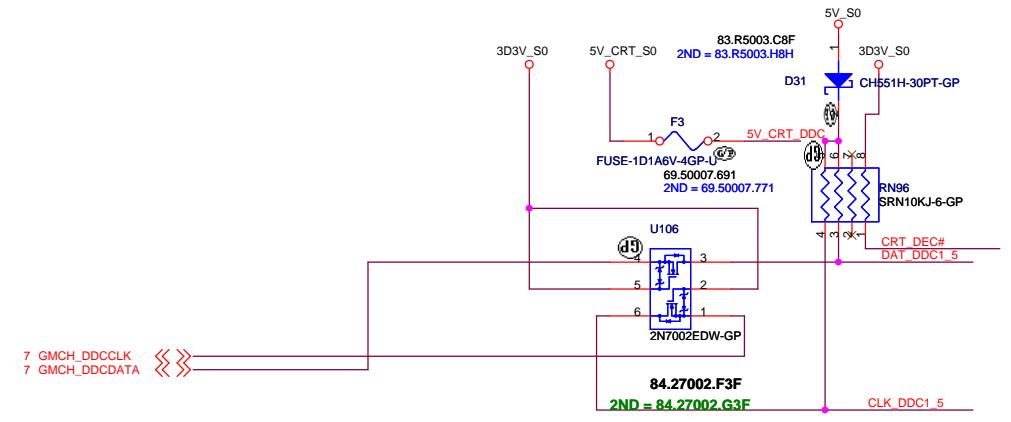 5V_S0
83.R5003.C8F
2ND = 83.R5003.H8H
3D3V_S0
5V_CRT_S0
3D3V_S0
1
D31
CH551H-30PT-GP
F3
1
2
5V_CRT_DDC
G/P
FUSE-1D1A6V-4GP-U
69.50007.691
2ND = 69.50007.771
GP
6
7
8
RN96
SRN10KJ-6-GP
4
3
2
1
CRT_DEC#
DAT_DDC1_5
U106
GP
4
3
5
2
6
1
2N7002EDW-GP
7 GMCH_DDCCLK
7 GMCH_DDCDATA
84.27002.F3F
2ND = 84.27002.G3F
CLK_DDC1_5